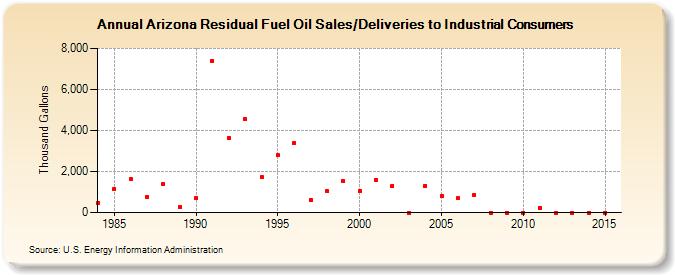 Annual Arizona Residual Fuel Oil Sales/Deliveries to Industrial Consumers
Thousand Gallons
8,000
6,000
4,000
2,000
0
1985 1990 1995 2000 2005 2010 2015
Source: U.S. Energy Information Administration